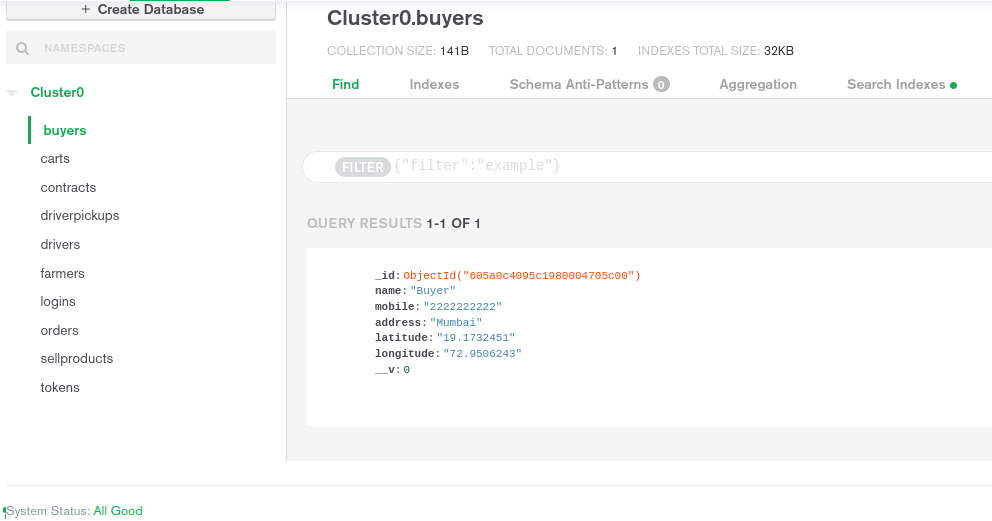 + Create Database
NAMESPACES
Cluster0
buyers
carts
contracts
driverpickups
drivers
farmers
logins
orders
sellproducts
tokens
Cluster0.buyers
COLLECTION SIZE: 141B TOTAL DOCUMENTS: 1 INDEXES TOTAL SIZE: 32KB
Find Indexes Schema Anti-Patterns 0 Aggregation Search Indexes
FILTER {"filter":"example"}
QUERY RESULTS 1-1 OF 1
_id: ObjectId("605a0c4095c1980004705c00")
name: "Buyer"
mobile: "2222222222"
address: "Mumbai"
latitude: "19.1732451"
longitude: "72.9506243"
__v: 0
System Status: All Good